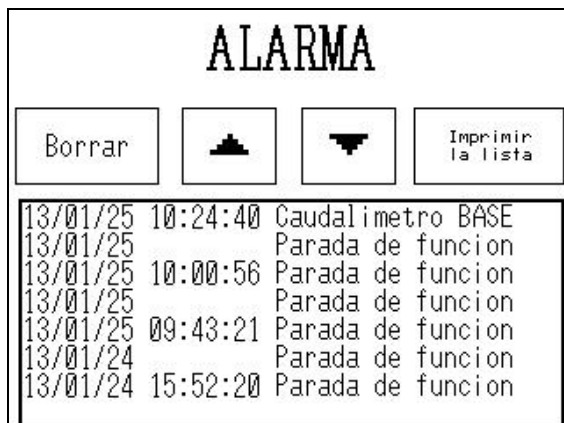 ALARMA
Borrar
Imprimir
la lista
13/01/25 10:24:40 Caudalimetro BASE
13/01/25 Parada de funcion
13/01/25 10:00:56 Parada de funcion
13/01/25 Parada de funcion
13/01/25 09:43:21 Parada de funcion
13/01/24 Parada de funcion
13/01/24 15:52:20 Parada de funcion